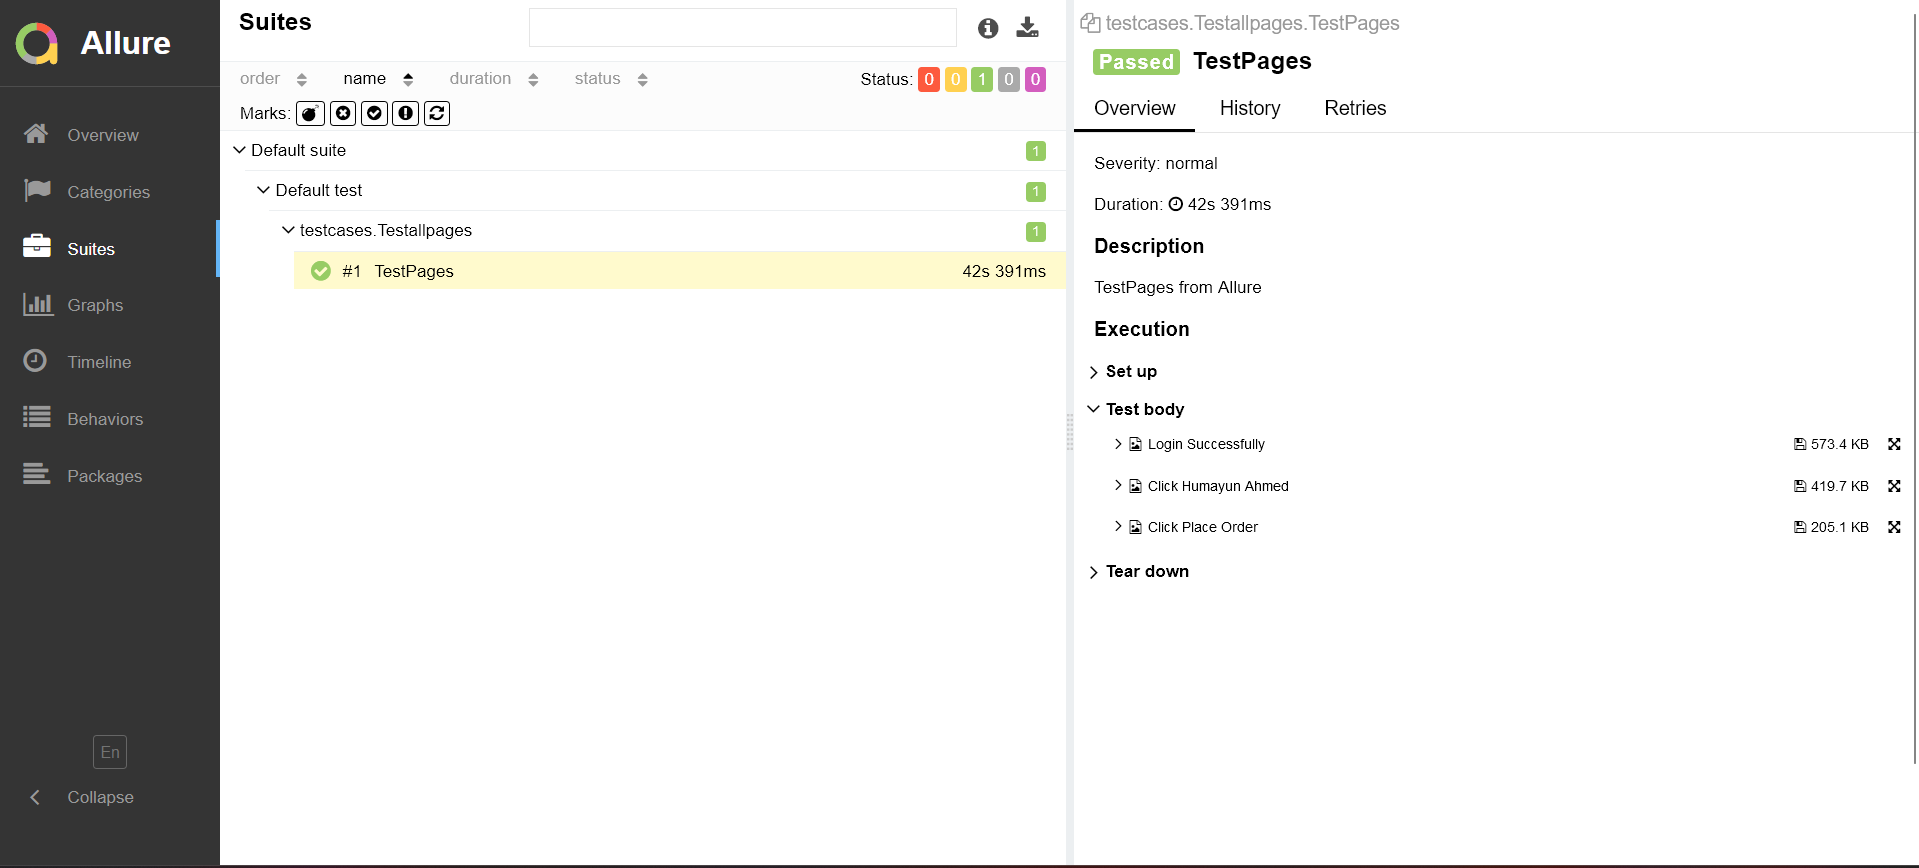 Allure
Overview
Categories
Suites
Graphs
Timeline
Behaviors
Packages
En
Collapse
Suites
order name duration status Status: 0 0 1 0 0
Marks:
Default suite 1
Default test 1
testcases.Testallpages 1
#1 TestPages 42s 391ms
testcases.Testallpages.TestPages
Passed TestPages
Overview History Retries
Severity: normal
Duration: 42s 391ms
Description
TestPages from Allure
Execution
Set up
Test body
Login Successfully 573.4 KB
Click Humayun Ahmed 419.7 KB
Click Place Order 205.1 KB
Tear down